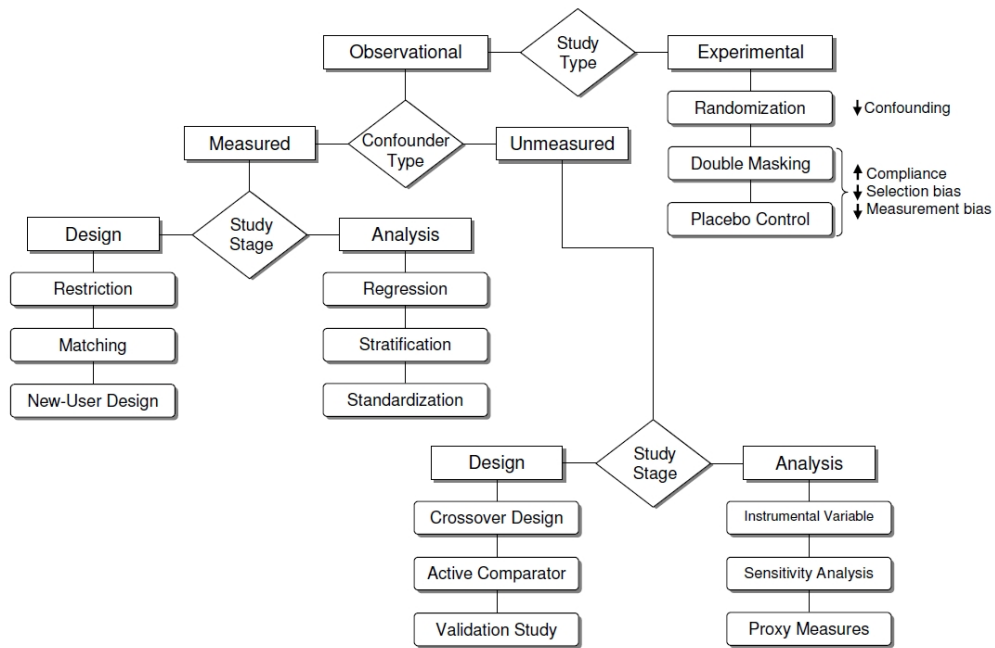 Observational
Study
Type
Experimental
Randomization
↓ Confounding
Measured
Confounder
Type
Unmeasured
Double Masking
↑ Compliance
↓ Selection bias
↓ Measurement bias
Placebo Control
Design
Study
Stage
Analysis
Restriction
Regression
Matching
Stratification
New-User Design
Standardization
Design
Study
Stage
Analysis
Crossover Design
Instrumental Variable
Active Comparator
Sensitivity Analysis
Validation Study
Proxy Measures